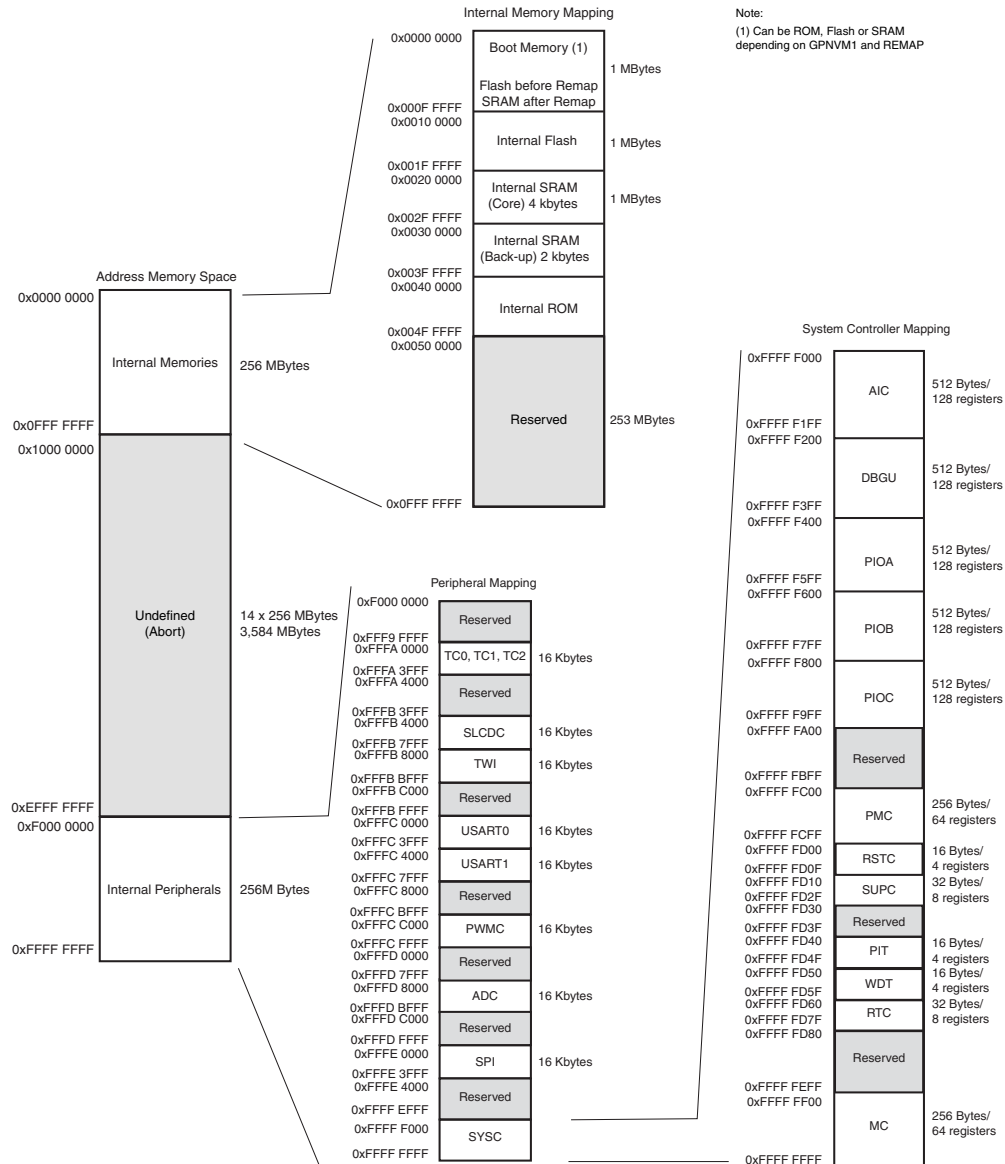 Internal Memory Mapping
Note:
(1) Can be ROM, Flash or SRAM
depending on GPNVM1 and REMAP
0x0000 0000
Boot Memory (1)
Flash before Remap
SRAM after Remap
1 MBytes
0x000F FFFF
0x0010 0000
Internal Flash
1 MBytes
0x001F FFFF
0x0020 0000
Internal SRAM
(Core) 4 kbytes
1 MBytes
0x002F FFFF
0x0030 0000
Internal SRAM
(Back-up) 2 kbytes
0x003F FFFF
0x0040 0000
Internal ROM
0x004F FFFF
0x0050 0000
Reserved
253 MBytes
0x0FFF FFFF
Address Memory Space
0x0000 0000
Internal Memories
256 MBytes
0x0FFF FFFF
0x1000 0000
Undefined
(Abort)
14 x 256 MBytes
3,584 MBytes
0xEFFF FFFF
0xF000 0000
Internal Peripherals
256M Bytes
0xFFFF FFFF
Peripheral Mapping
0xF000 0000
Reserved
0xFFF9 FFFF
0xFFFA 0000
TC0, TC1, TC2
16 Kbytes
0xFFFA 3FFF
0xFFFA 4000
Reserved
0xFFFB 3FFF
0xFFFB 4000
SLCDC
16 Kbytes
0xFFFB 7FFF
0xFFFB 8000
TWI
16 Kbytes
0xFFFB BFFF
0xFFFB C000
Reserved
0xFFFB FFFF
0xFFFC 0000
USART0
16 Kbytes
0xFFFC 3FFF
0xFFFC 4000
USART1
16 Kbytes
0xFFFC 7FFF
0xFFFC 8000
Reserved
0xFFFC BFFF
0xFFFC C000
PWMC
16 Kbytes
0xFFFC FFFF
0xFFFD 0000
Reserved
0xFFFD 7FFF
0xFFFD 8000
ADC
16 Kbytes
0xFFFD BFFF
0xFFFD C000
Reserved
0xFFFD FFFF
0xFFFE 0000
SPI
16 Kbytes
0xFFFE 3FFF
0xFFFE 4000
Reserved
0xFFFF EFFF
0xFFFF F000
SYSC
0xFFFF FFFF
System Controller Mapping
0xFFFF F000
AIC
512 Bytes/
128 registers
0xFFFF F1FF
0xFFFF F200
DBGU
512 Bytes/
128 registers
0xFFFF F3FF
0xFFFF F400
PIOA
512 Bytes/
128 registers
0xFFFF F5FF
0xFFFF F600
PIOB
512 Bytes/
128 registers
0xFFFF F7FF
0xFFFF F800
PIOC
512 Bytes/
128 registers
0xFFFF F9FF
0xFFFF FA00
Reserved
0xFFFF FBFF
0xFFFF FC00
PMC
256 Bytes/
64 registers
0xFFFF FCFF
0xFFFF FD00
RSTC
16 Bytes/
4 registers
0xFFFF FD0F
0xFFFF FD10
SUPC
32 Bytes/
8 registers
0xFFFF FD2F
0xFFFF FD30
Reserved
0xFFFF FD3F
0xFFFF FD40
PIT
16 Bytes/
4 registers
0xFFFF FD4F
0xFFFF FD50
WDT
16 Bytes/
4 registers
0xFFFF FD5F
0xFFFF FD60
RTC
32 Bytes/
8 registers
0xFFFF FD7F
0xFFFF FD80
Reserved
0xFFFF FEFF
0xFFFF FF00
MC
256 Bytes/
64 registers
0xFFFF FFFF